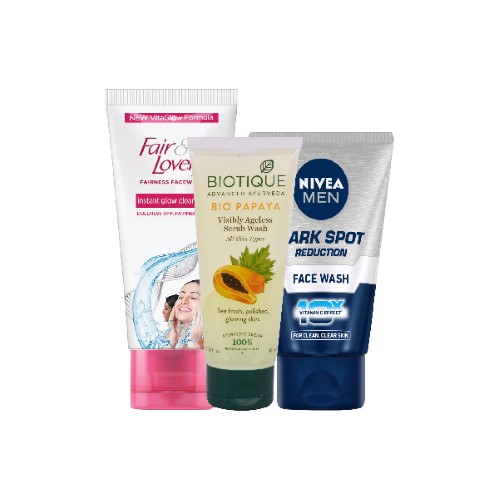 NEW VitaGlow Formula
Fair &
Lovel
FAIRNESS FACEW
instant glow clean
BIOTIQUE
ADVANCED AYURVEDA
BIO PAPAYA
Visibly Ageless
Scrub Wash
All Skin Types
See fresh, polished,
glowing skin.
100%
NIVEA
MEN
ARK SPOT
REDUCTION
FACE WASH
10X
VITAMIN C EFFECT
FOR CLEAN, CLEAR SKIN